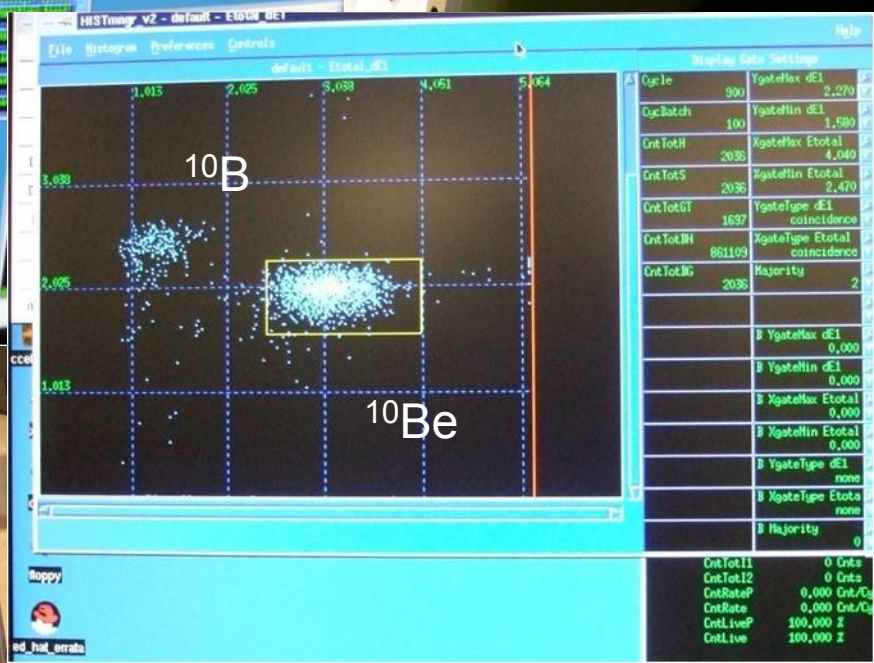 HISTmngr_v2 - default - Etotal_dE1
File Histogram Preferences Controls Help
default - Etotal_dE1
Display Gate Settings
1.013 2.025 3.038 4.051 5.064
3.038
2.025
1.013
¹⁰B
¹⁰Be
Cycle 900 YgateMax dE1 2.270
CycBatch 100 YgateMin dE1 1.580
CntTotH 2036 XgateMax Etotal 4.040
CntTotS 2036 XgateMin Etotal 2.470
CntTotGT 1697 YgateType dE1 coincidence
CntTotBH 861109 XgateType Etotal coincidence
CntTotBG 2036 Majority 2
B YgateMax dE1 0.000
B YgateMin dE1 0.000
B XgateMax Etotal 0.000
B XgateMin Etotal 0.000
B YgateType dE1 none
B XgateType Etota none
B Majority 0
CntTotI1 0 Cnts
CntTotI2 0 Cnts
CntRateP 0.000 Cnt/Cy
CntRate 0.000 Cnt/Cy
CntLiveP 100.000 %
CntLive 100.000 %
floppy
ed_hat_errata